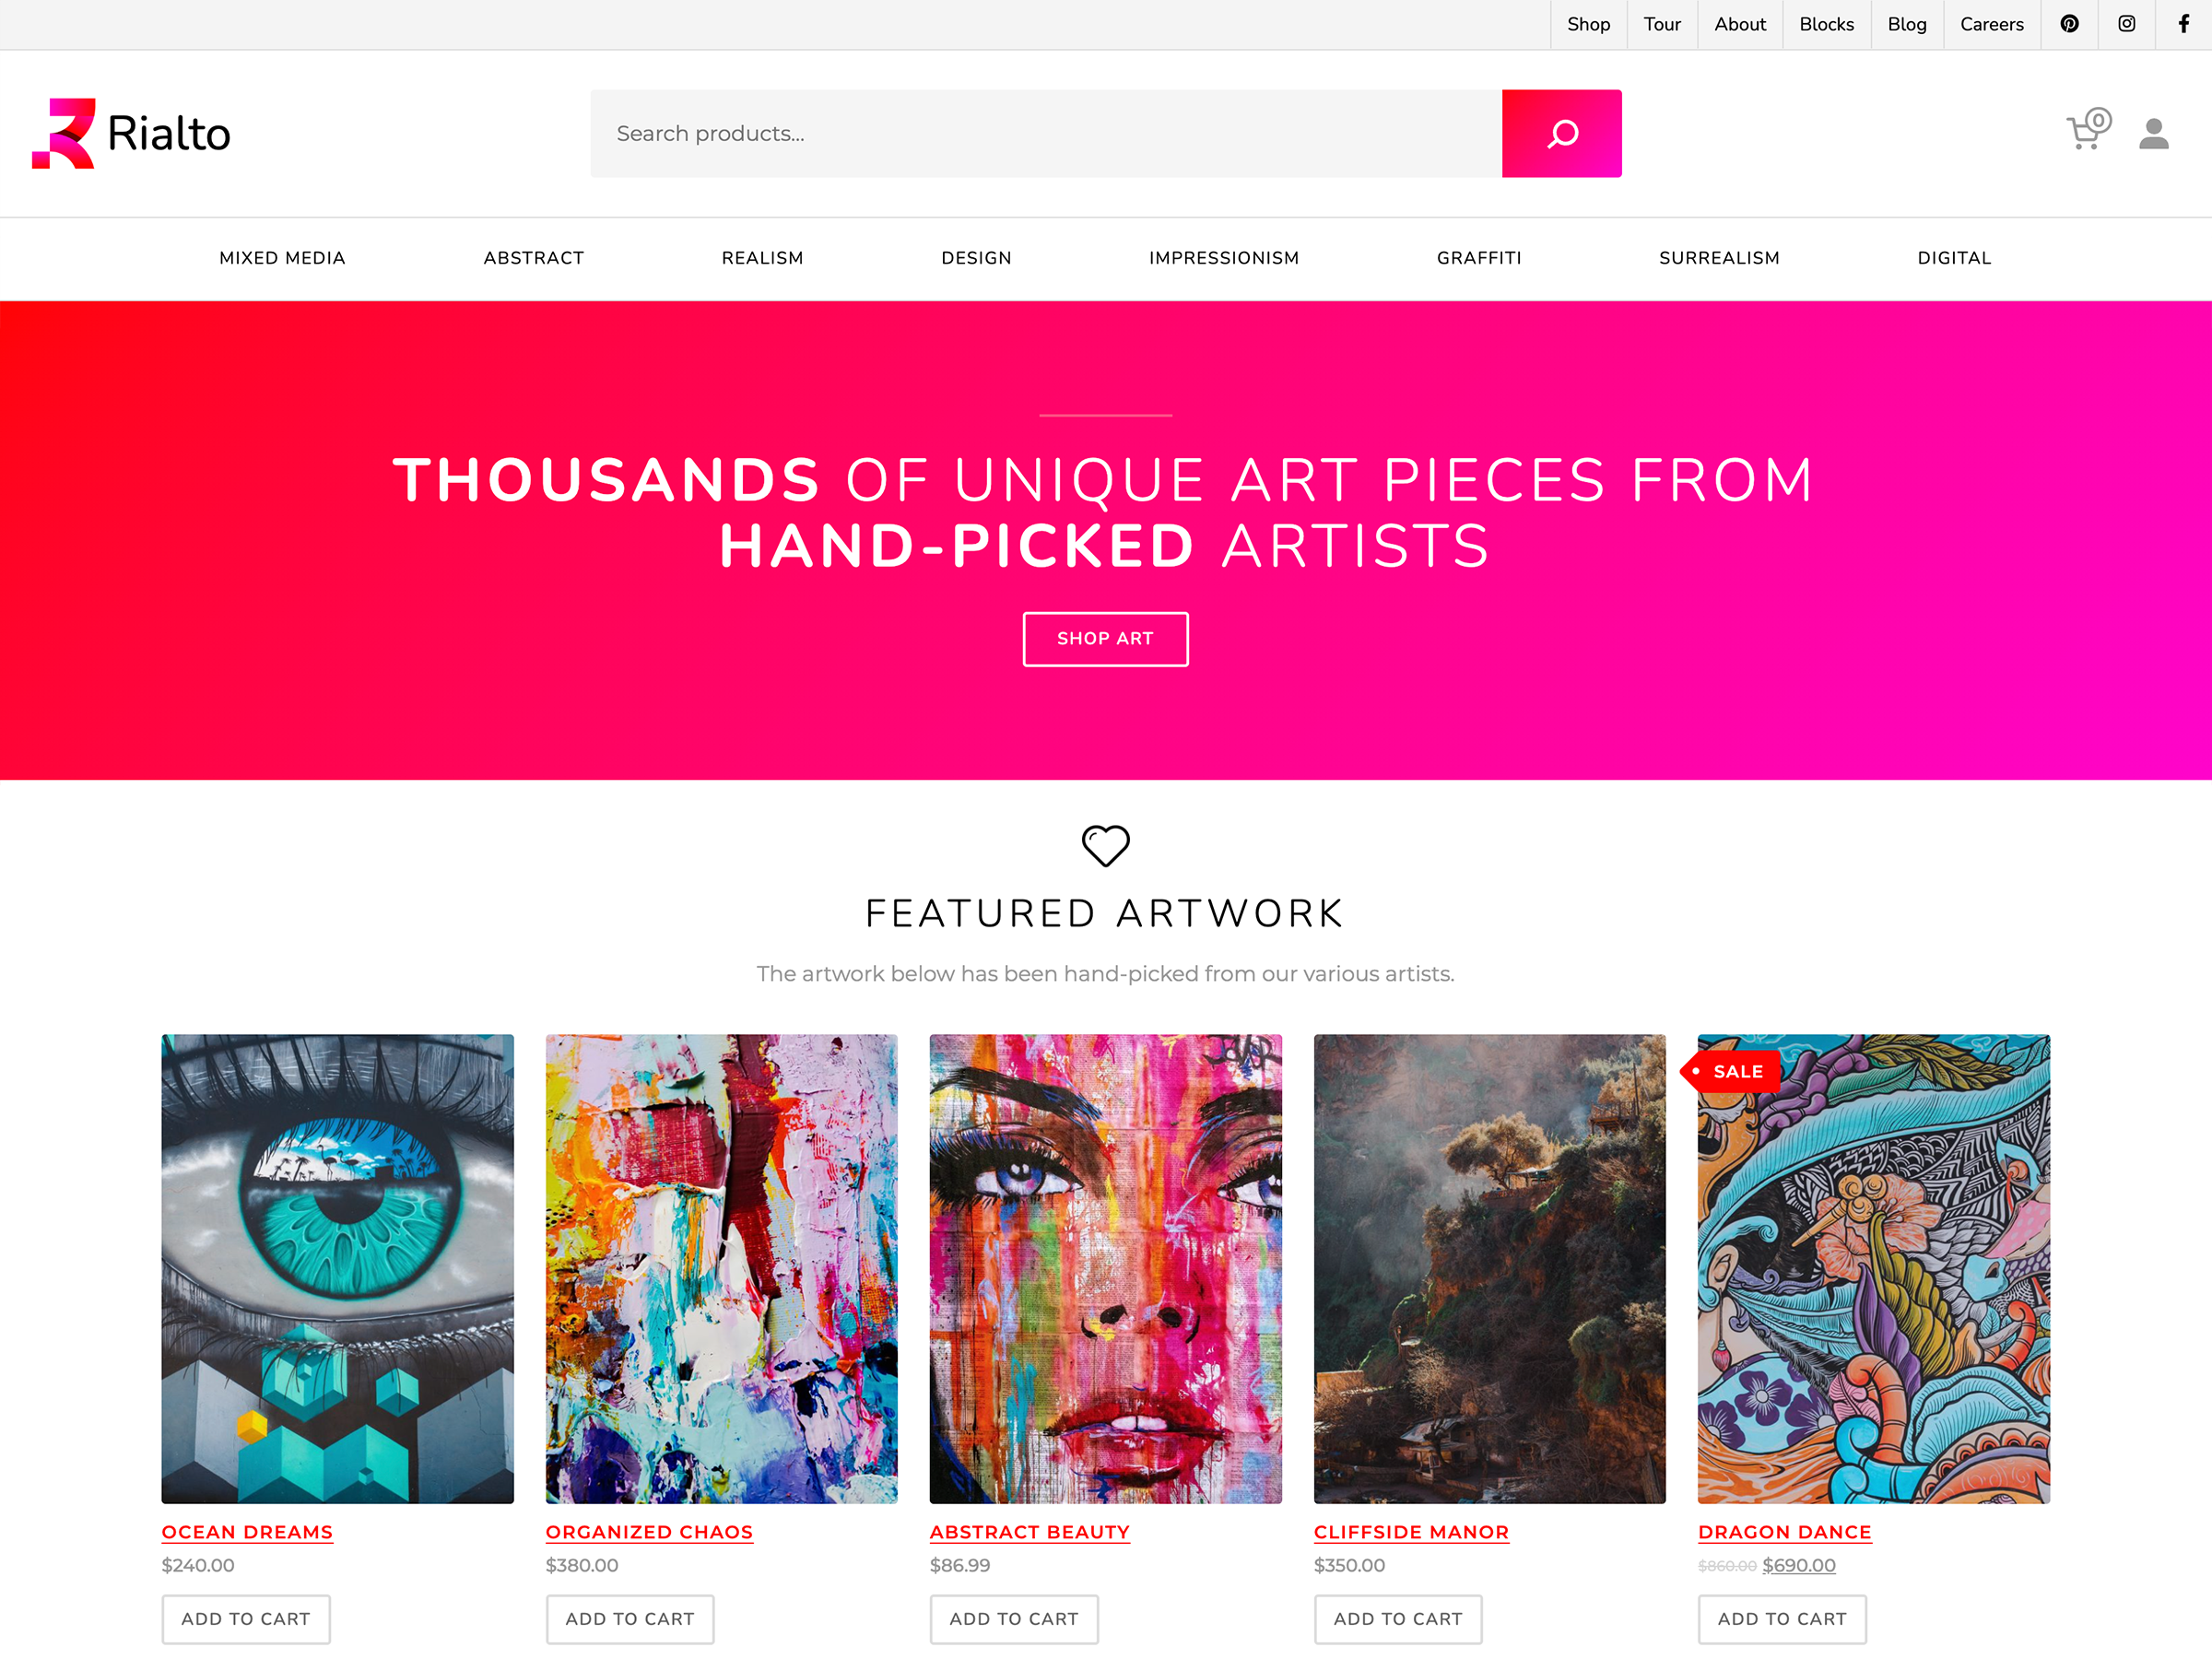 Shop Tour About Blocks Blog Careers
Rialto
Search products...
0
MIXED MEDIA ABSTRACT REALISM DESIGN IMPRESSIONISM GRAFFITI SURREALISM DIGITAL
THOUSANDS OF UNIQUE ART PIECES FROM
HAND-PICKED ARTISTS
SHOP ART
FEATURED ARTWORK
The artwork below has been hand-picked from our various artists.
SALE
OCEAN DREAMS ORGANIZED CHAOS ABSTRACT BEAUTY CLIFFSIDE MANOR DRAGON DANCE
$240.00 $380.00 $86.99 $350.00 $860.00 $690.00
ADD TO CART ADD TO CART ADD TO CART ADD TO CART ADD TO CART